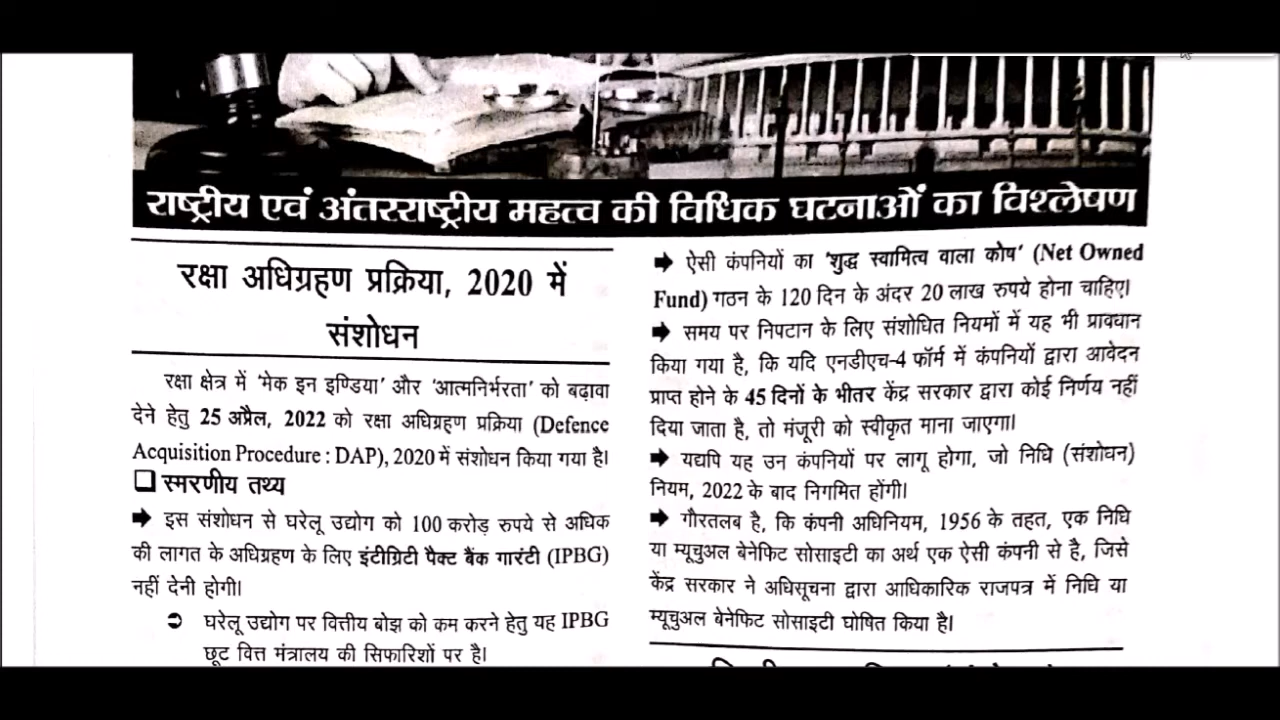 राष्ट्रीय एवं अंतरराष्ट्रीय महत्व की विधिक घटनाओं का विश्लेषण
रक्षा अधिग्रहण प्रक्रिया, 2020 में
संशोधन
रक्षा क्षेत्र में ‘मेक इन इण्डिया’ और ‘आत्मनिर्भरता’ को बढ़ावा
देने हेतु 25 अप्रैल, 2022 को रक्षा अधिग्रहण प्रक्रिया (Defence
Acquisition Procedure : DAP), 2020 में संशोधन किया गया है।
❑ स्मरणीय तथ्य
➡ इस संशोधन से घरेलू उद्योग को 100 करोड़ रुपये से अधिक
की लागत के अधिग्रहण के लिए इंटीग्रिटी पैक्ट बैंक गारंटी (IPBG)
नहीं देनी होगी।
➲ घरेलू उद्योग पर वित्तीय बोझ को कम करने हेतु यह IPBG
छूट वित्त मंत्रालय की सिफारिशों पर है।
➡ ऐसी कंपनियों का ‘शुद्ध स्वामित्व वाला कोष’ (Net Owned
Fund) गठन के 120 दिन के अंदर 20 लाख रुपये होना चाहिए।
➡ समय पर निपटान के लिए संशोधित नियमों में यह भी प्रावधान
किया गया है, कि यदि एनडीएच-4 फॉर्म में कंपनियों द्वारा आवेदन
प्राप्त होने के 45 दिनों के भीतर केंद्र सरकार द्वारा कोई निर्णय नहीं
दिया जाता है, तो मंजूरी को स्वीकृत माना जाएगा।
➡ यद्यपि यह उन कंपनियों पर लागू होगा, जो निधि (संशोधन)
नियम, 2022 के बाद निगमित होंगी।
➡ गौरतलब है, कि कंपनी अधिनियम, 1956 के तहत, एक निधि
या म्यूचुअल बेनेफिट सोसाइटी का अर्थ एक ऐसी कंपनी से है, जिसे
केंद्र सरकार ने अधिसूचना द्वारा आधिकारिक राजपत्र में निधि या
म्यूचुअल बेनेफिट सोसाइटी घोषित किया है।